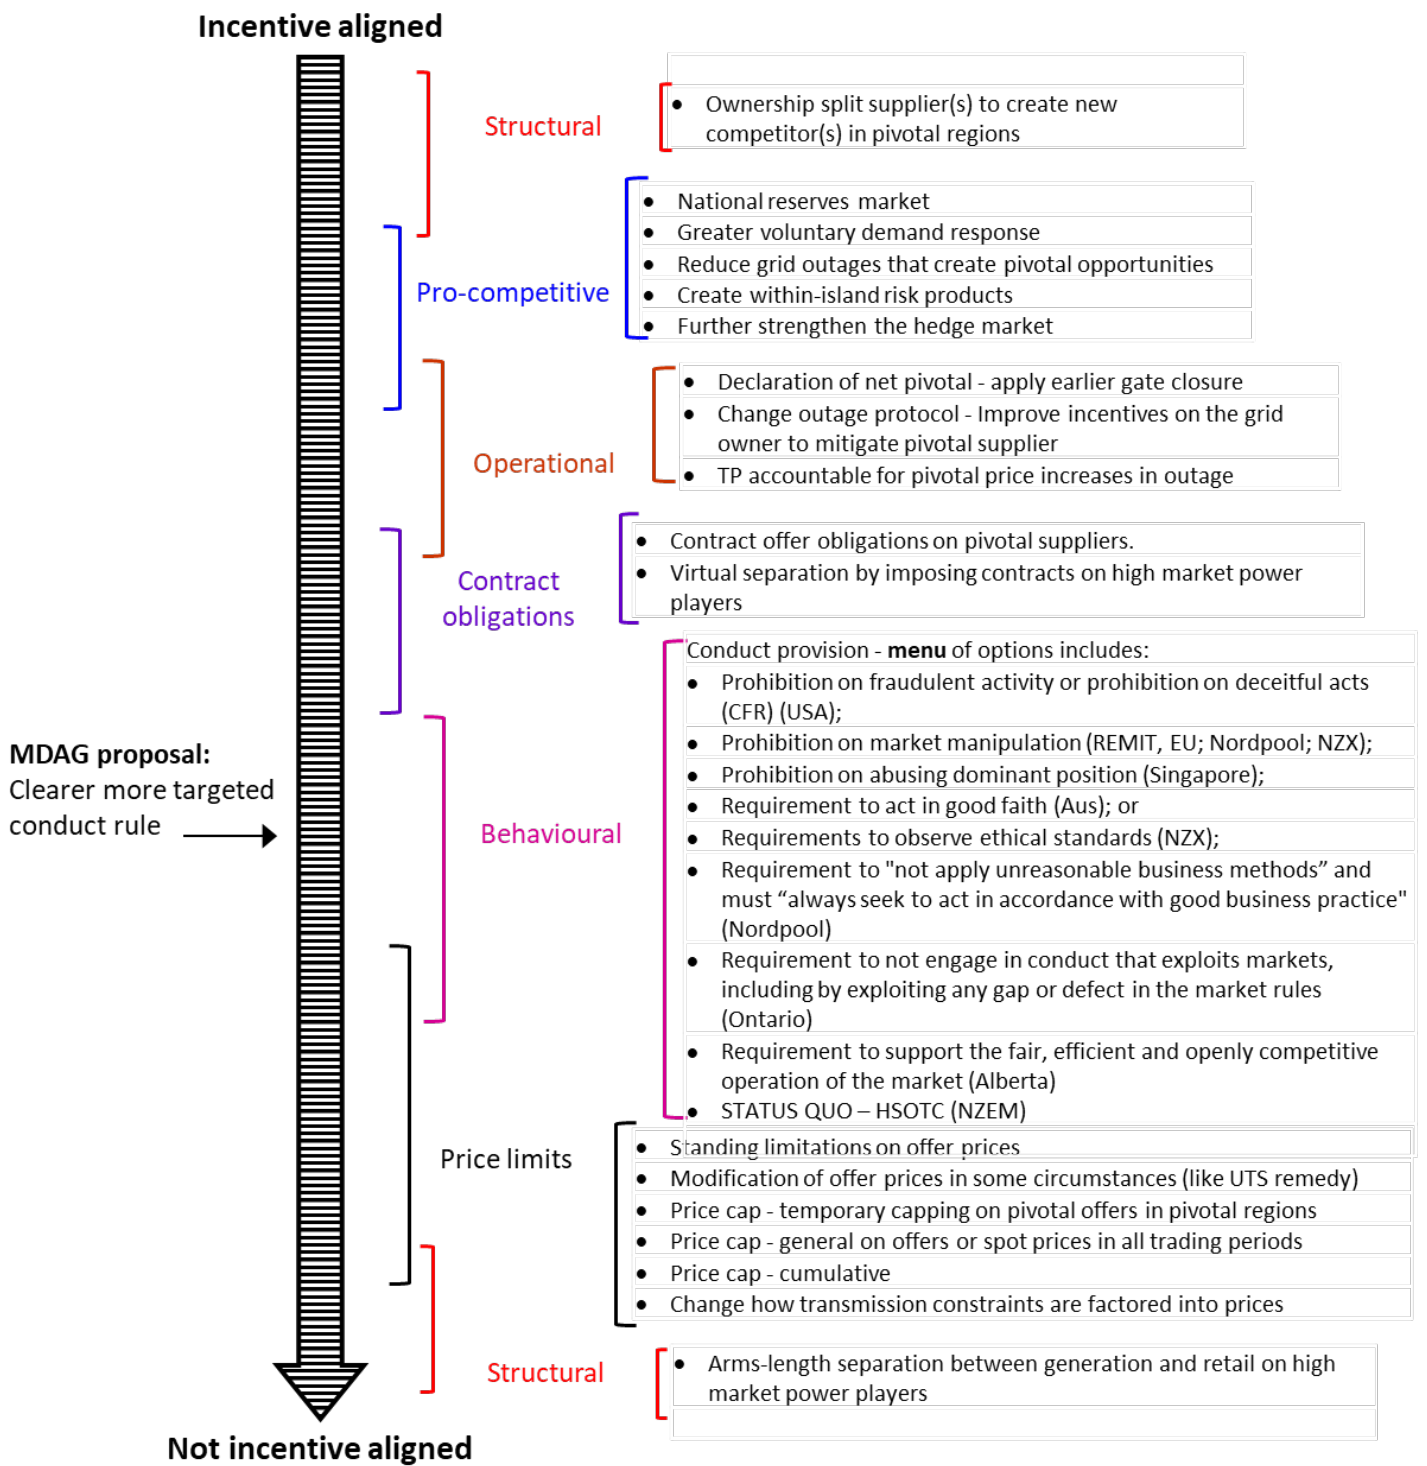 Incentive aligned
Structural
● Ownership split supplier(s) to create new
competitor(s) in pivotal regions
Pro-competitive
● National reserves market
● Greater voluntary demand response
● Reduce grid outages that create pivotal opportunities
● Create within-island risk products
● Further strengthen the hedge market
Operational
● Declaration of net pivotal - apply earlier gate closure
● Change outage protocol - Improve incentives on the grid
owner to mitigate pivotal supplier
● TP accountable for pivotal price increases in outage
Contract
obligations
● Contract offer obligations on pivotal suppliers.
● Virtual separation by imposing contracts on high market power
players
MDAG proposal:
Clearer more targeted
conduct rule
Behavioural
Conduct provision - menu of options includes:
● Prohibition on fraudulent activity or prohibition on deceitful acts
(CFR) (USA);
● Prohibition on market manipulation (REMIT, EU; Nordpool; NZX);
● Prohibition on abusing dominant position (Singapore);
● Requirement to act in good faith (Aus); or
● Requirements to observe ethical standards (NZX);
● Requirement to "not apply unreasonable business methods” and
must “always seek to act in accordance with good business practice"
(Nordpool)
● Requirement to not engage in conduct that exploits markets,
including by exploiting any gap or defect in the market rules
(Ontario)
● Requirement to support the fair, efficient and openly competitive
operation of the market (Alberta)
● STATUS QUO – HSOTC (NZEM)
Price limits
● Standing limitations on offer prices
● Modification of offer prices in some circumstances (like UTS remedy)
● Price cap - temporary capping on pivotal offers in pivotal regions
● Price cap - general on offers or spot prices in all trading periods
● Price cap - cumulative
● Change how transmission constraints are factored into prices
Structural
● Arms-length separation between generation and retail on high
market power players
Not incentive aligned